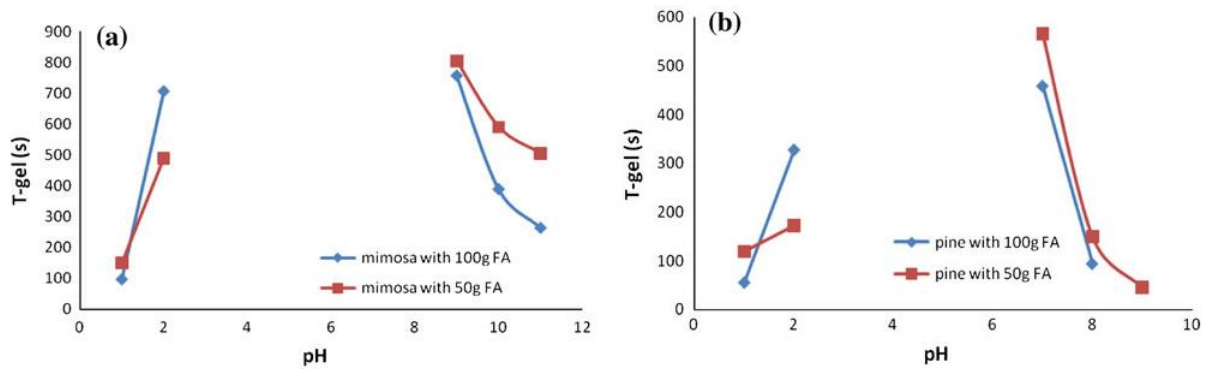 (a)
900
800
700
600
500
400
300
200
100
0
T-gel (s)
mimosa with 100g FA
mimosa with 50g FA
0 2 4 6 8 10 12
pH
(b)
600
500
400
300
200
100
0
T-gel (s)
pine with 100g FA
pine with 50g FA
0 2 4 6 8 10
pH